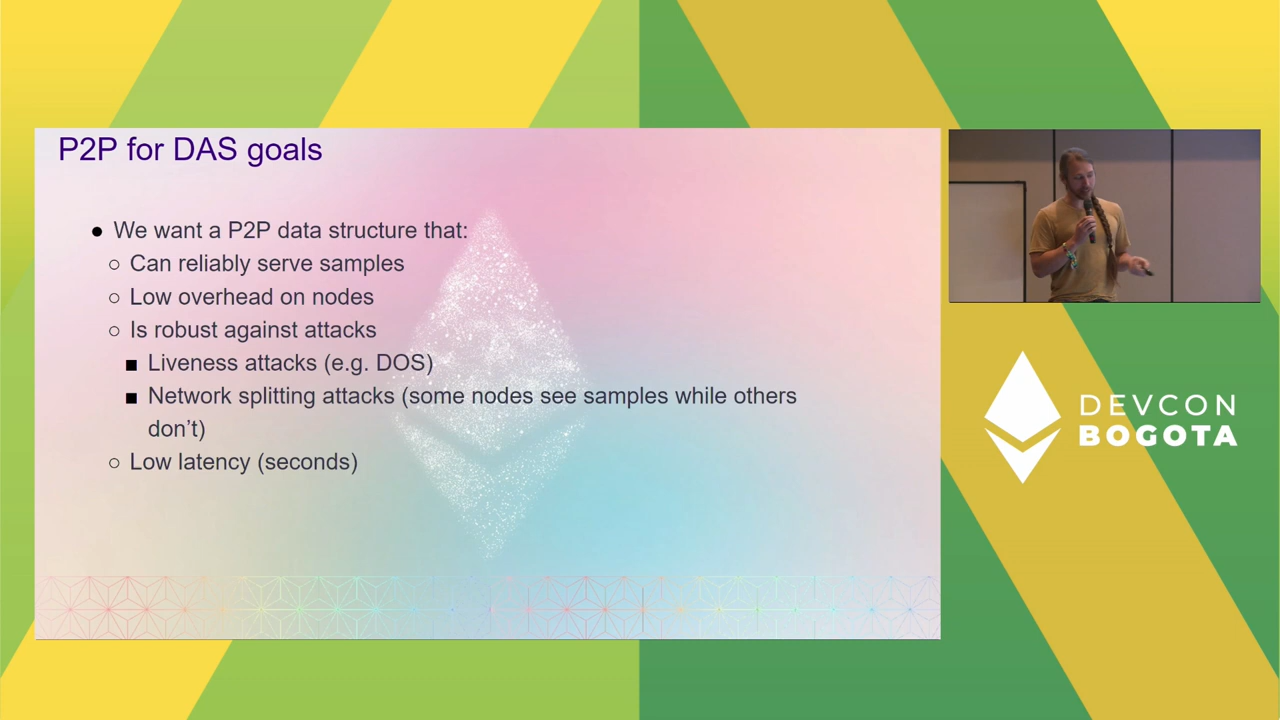 P2P for DAS goals
● We want a P2P data structure that:
○ Can reliably serve samples
○ Low overhead on nodes
○ Is robust against attacks
■ Liveness attacks (e.g. DOS)
■ Network splitting attacks (some nodes see samples while others
don’t)
○ Low latency (seconds)
DEVCON
BOGOTA